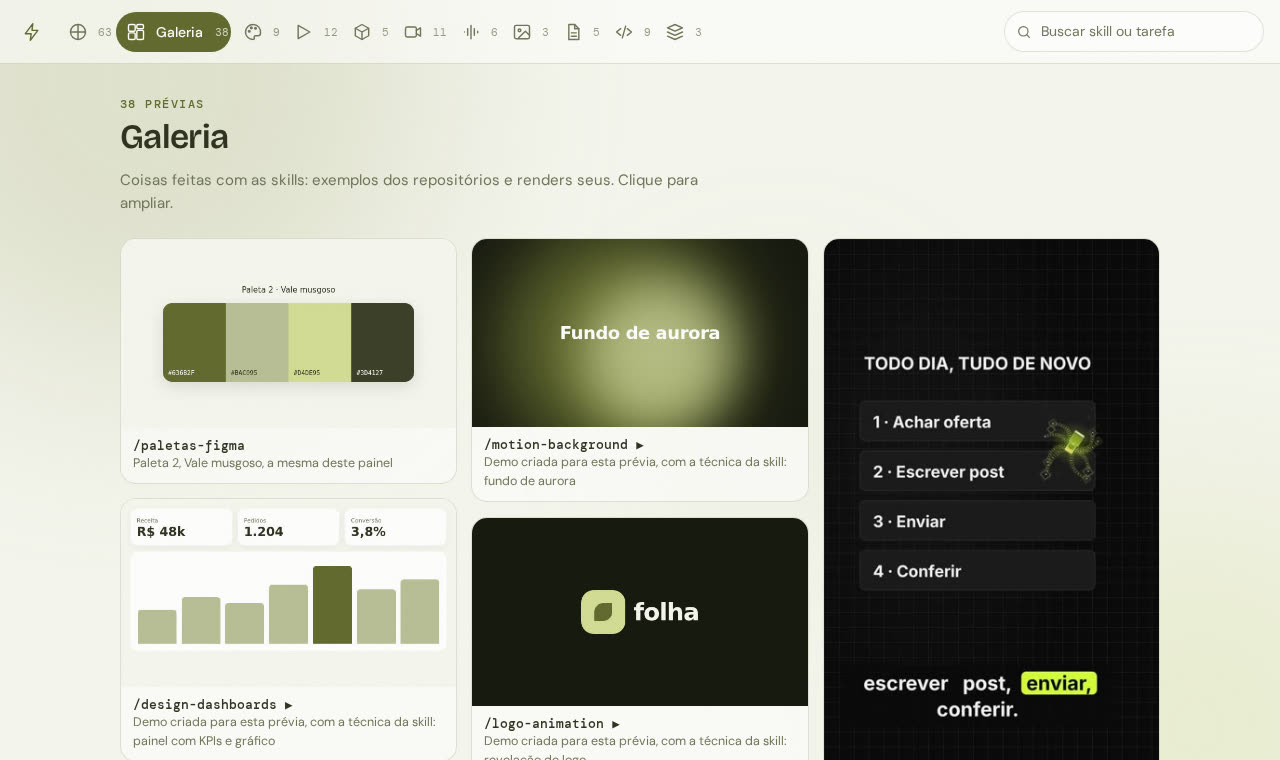 63 Galeria 38 9 12 5 11 6 3 5 9 3 Buscar skill ou tarefa
38 PRÉVIAS
Galeria
Coisas feitas com as skills: exemplos dos repositórios e renders seus. Clique para
ampliar.
Paleta 2 · Vale musgoso
#636B2F #BAC095 #D4DE95 #3D4127
/paletas-figma
Paleta 2, Vale musgoso, a mesma deste painel
Receita
R$ 48k
Pedidos
1.204
Conversão
3,8%
/design-dashboards ▶
Demo criada para esta prévia, com a técnica da skill:
painel com KPIs e gráfico
Fundo de aurora
/motion-background ▶
Demo criada para esta prévia, com a técnica da skill:
fundo de aurora
folha
/logo-animation ▶
Demo criada para esta prévia, com a técnica da skill:
revelação de logo
TODO DIA, TUDO DE NOVO
1 · Achar oferta
2 · Escrever post
3 · Enviar
4 · Conferir
escrever post, enviar,
conferir.